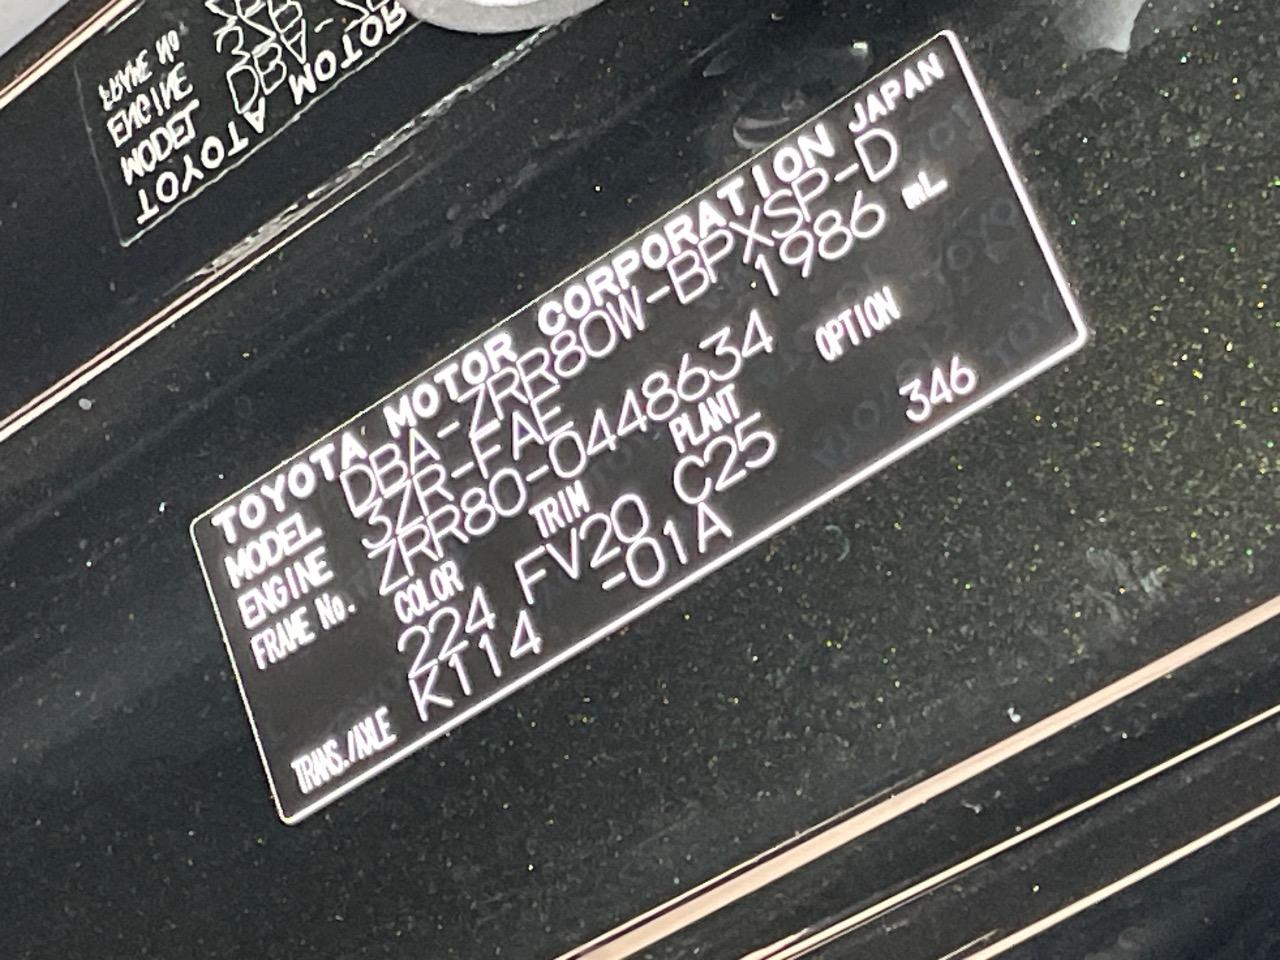 TOYOTA MOTOR CORPORATION JAPAN
MODEL DBA-ZRR80W-BPXSP-D
ENGINE 3ZR-FAE 1986 mL
FRAME No. ZRR80-0448634
COLOR TRIM PLANT OPTION
224 FV20 C25 346
TRANS./AXLE K114 -01A